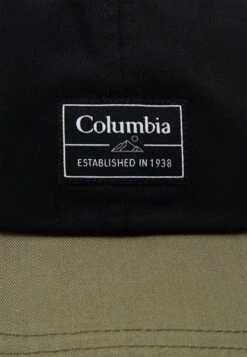 Columbia
ESTABLISHED IN 1938